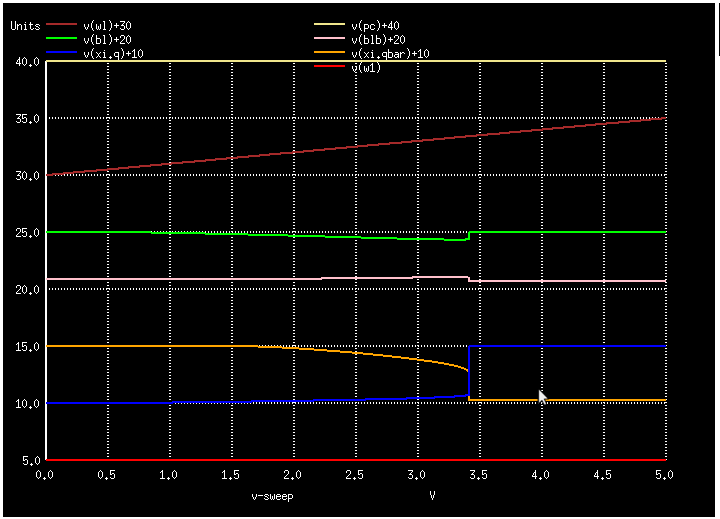 Units v(wl)+30 v(pc)+40
v(bl)+20 v(blb)+20
v(xi.q)+10 v(xi.qbar)+10
v(w1)
40.0
35.0
30.0
25.0
20.0
15.0
10.0
5.0
0.0 0.5 1.0 1.5 2.0 2.5 3.0 3.5 4.0 4.5 5.0
v-sweep V